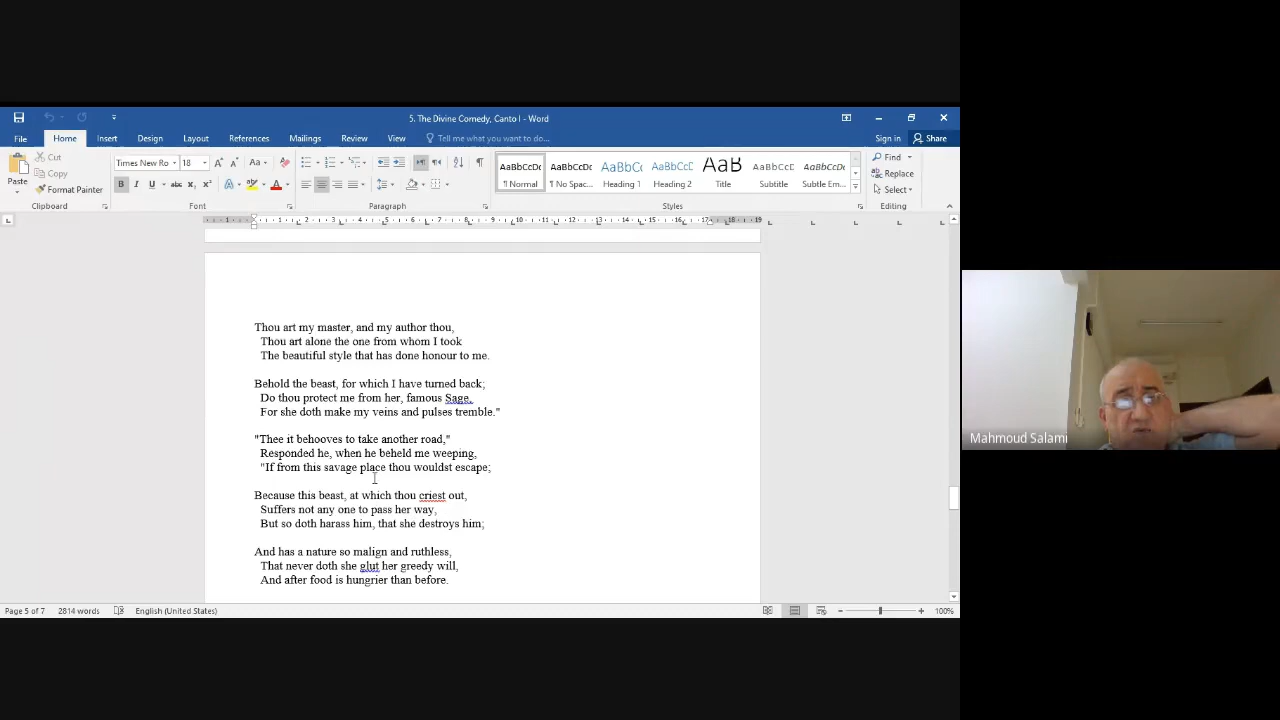 5. The Divine Comedy, Canto I - Word
File Home Insert Design Layout References Mailings Review View Tell me what you want to do... Sign in Share
Paste
Cut
Copy
Format Painter
Clipboard
Times New Ro 18
Font
Paragraph
AaBbCcDc AaBbCcDc AaBbCc AaBbCcC AaB AaBbCcC AaBbCcDc
¶ Normal ¶ No Spac... Heading 1 Heading 2 Title Subtitle Subtle Em...
Styles
Find
Replace
Select
Editing
Thou art my master, and my author thou,
Thou art alone the one from whom I took
The beautiful style that has done honour to me.
Behold the beast, for which I have turned back;
Do thou protect me from her, famous Sage,
For she doth make my veins and pulses tremble."
"Thee it behooves to take another road,"
Responded he, when he beheld me weeping,
"If from this savage place thou wouldst escape;
Because this beast, at which thou criest out,
Suffers not any one to pass her way,
But so doth harass him, that she destroys him;
And has a nature so malign and ruthless,
That never doth she glut her greedy will,
And after food is hungrier than before.
Page 5 of 7 2814 words English (United States) 100%
Mahmoud Salami